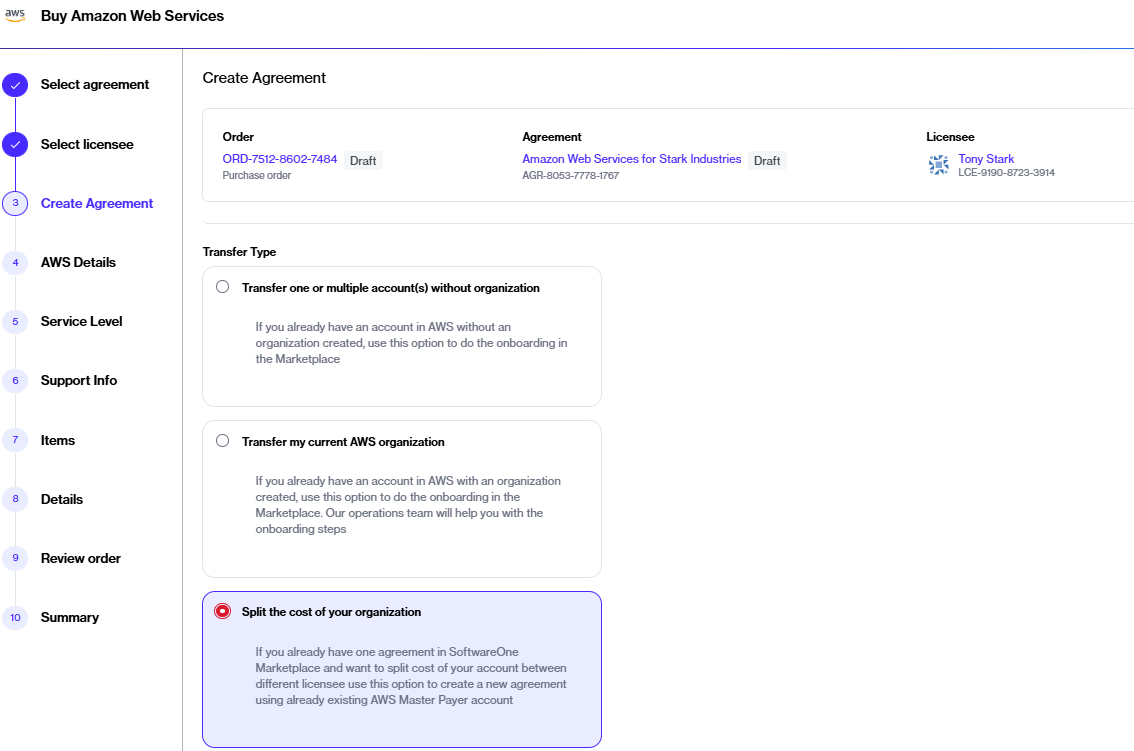 aws
Buy Amazon Web Services
Select agreement
Select licensee
3
Create Agreement
4
AWS Details
5
Service Level
6
Support Info
7
Items
8
Details
9
Review order
10
Summary
Create Agreement
Order
ORD-7512-8602-7484 Draft
Purchase order
Agreement
Amazon Web Services for Stark Industries Draft
AGR-8053-7778-1767
Licensee
Tony Stark
LCE-9190-8723-3914
Transfer Type
Transfer one or multiple account(s) without organization
If you already have an account in AWS without an
organization created, use this option to do the onboarding in
the Marketplace
Transfer my current AWS organization
If you already have an account in AWS with an organization
created, use this option to do the onboarding in the
Marketplace. Our operations team will help you with the
onboarding steps
Split the cost of your organization
If you already have one agreement in SoftwareOne
Marketplace and want to split cost of your account between
different licensee use this option to create a new agreement
using already existing AWS Master Payer account